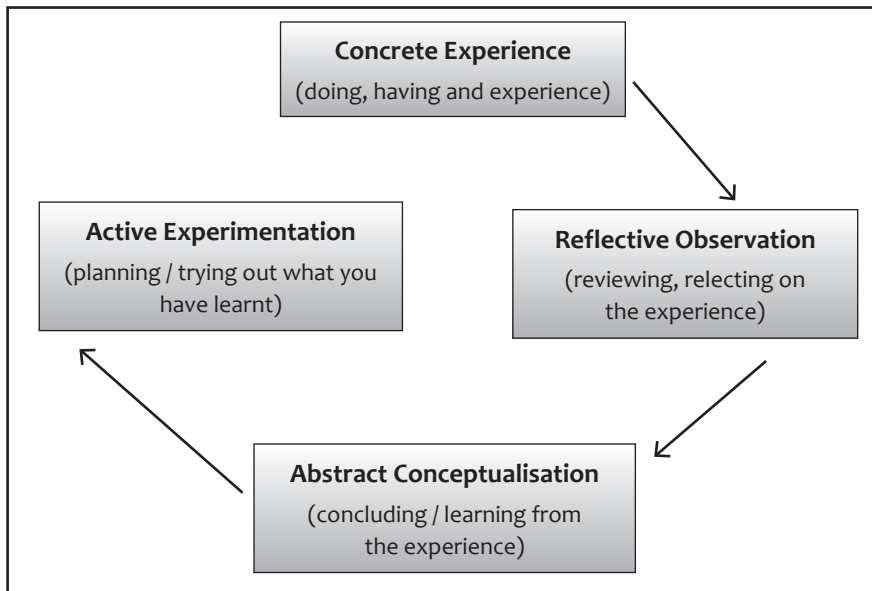 Concrete Experience
(doing, having and experience)
Active Experimentation
(planning / trying out what you
have learnt)
Reflective Observation
(reviewing, relecting on
the experience)
Abstract Conceptualisation
(concluding / learning from
the experience)